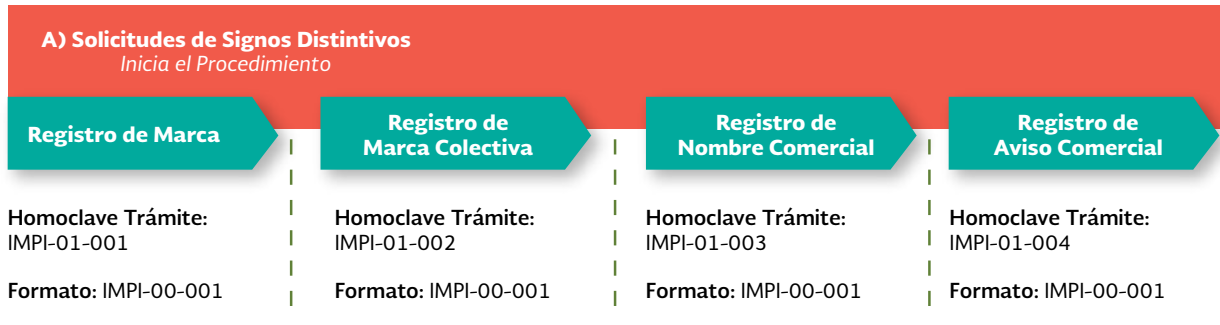 A) Solicitudes de Signos Distintivos
Inicia el Procedimiento
Registro de Marca
Registro de
Marca Colectiva
Registro de
Nombre Comercial
Registro de
Aviso Comercial
Homoclave Trámite:
IMPI-01-001
Formato: IMPI-00-001
Homoclave Trámite:
IMPI-01-002
Formato: IMPI-00-001
Homoclave Trámite:
IMPI-01-003
Formato: IMPI-00-001
Homoclave Trámite:
IMPI-01-004
Formato: IMPI-00-001